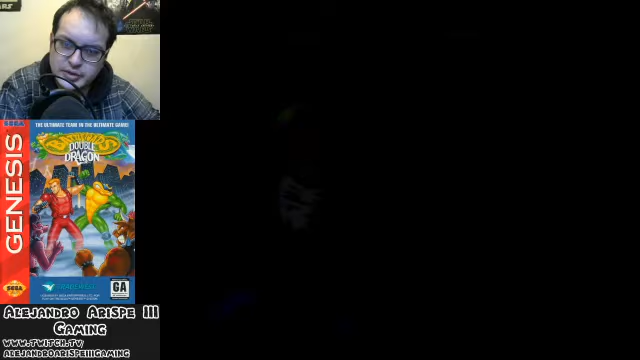 SEGA
GENESIS
THE ULTIMATE TEAM IN THE ULTIMATE GAME!
BATTLETOADS
DOUBLE
DRAGON
TRADEWEST
GA
SEGA
ALEJANDRO ARISPE III
GAMING
WWW.TWITCH.TV/
ALEJANDROARISPEIIIGAMING